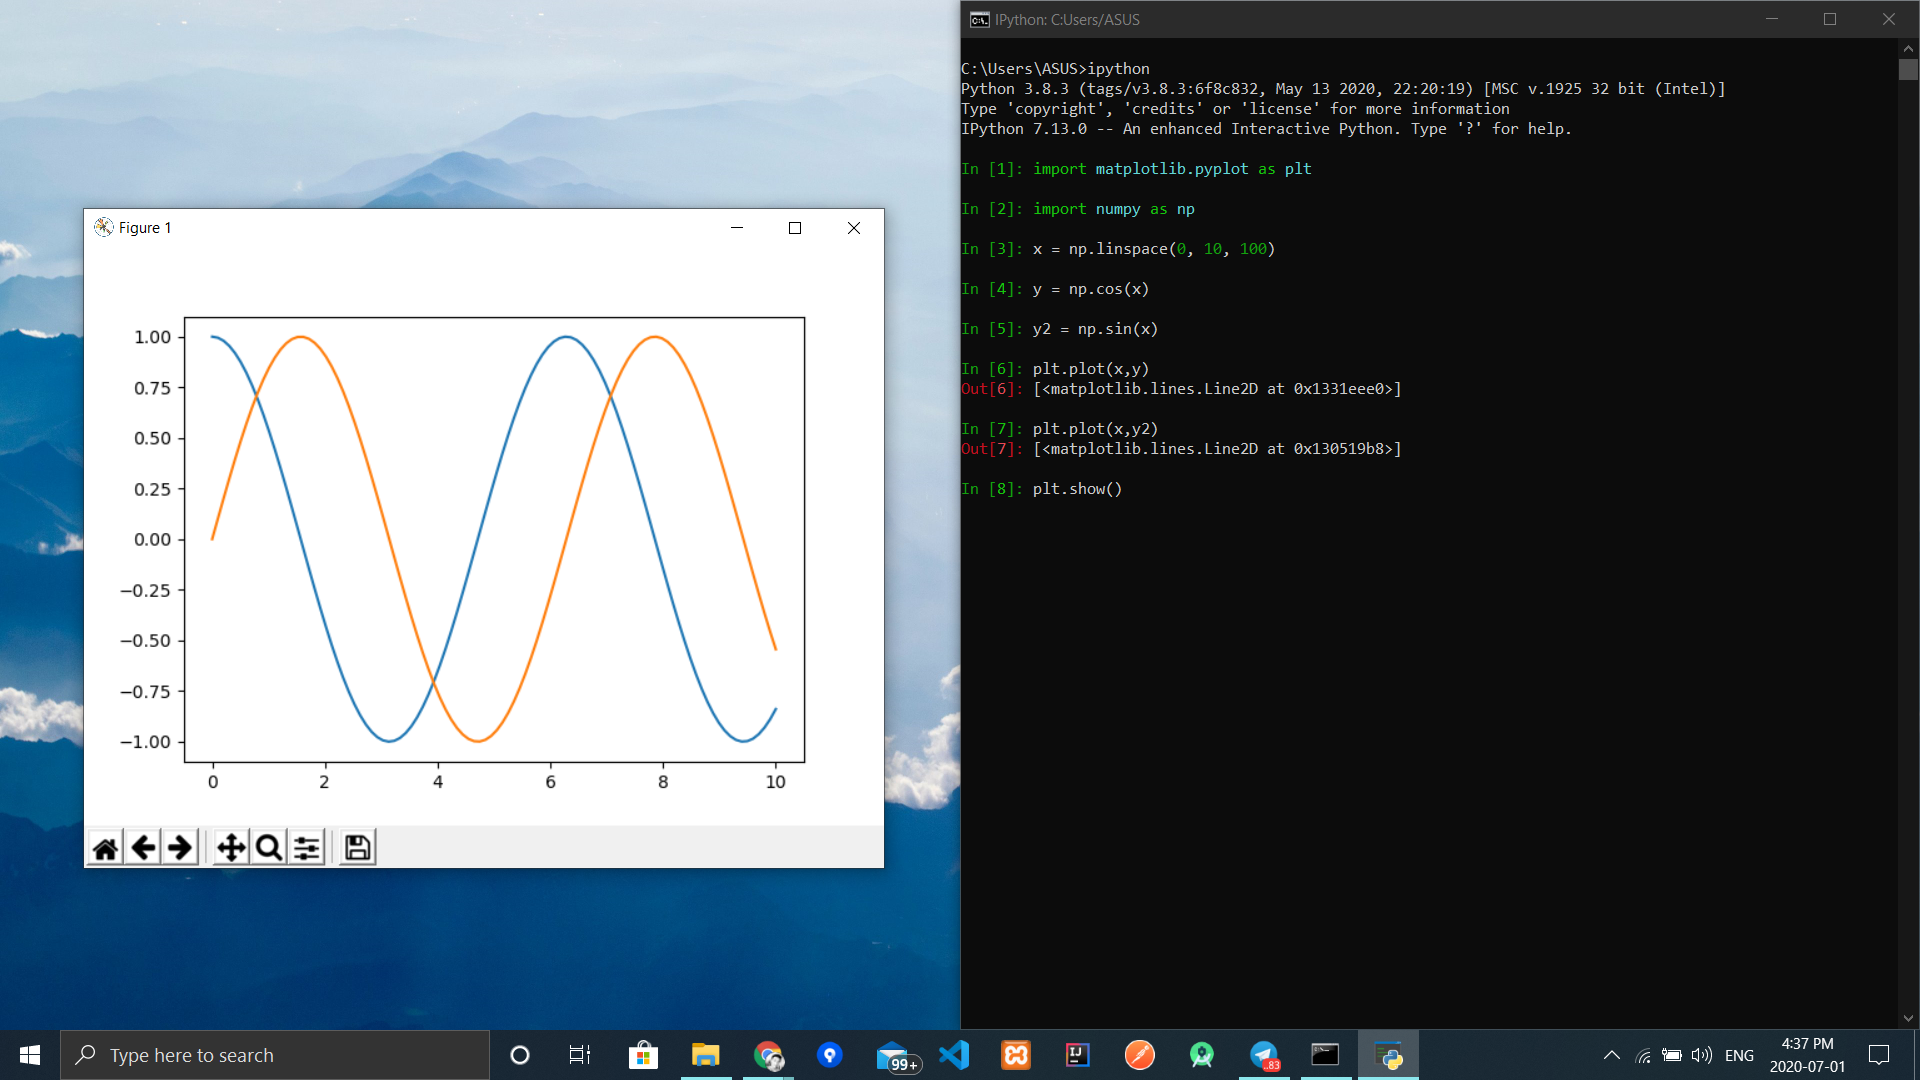 Figure 1
1.00
0.75
0.50
0.25
0.00
−0.25
−0.50
−0.75
−1.00
0 2 4 6 8 10
IPython: C:Users/ASUS
C:\Users\ASUS>ipython
Python 3.8.3 (tags/v3.8.3:6f8c832, May 13 2020, 22:20:19) [MSC v.1925 32 bit (Intel)]
Type 'copyright', 'credits' or 'license' for more information
IPython 7.13.0 -- An enhanced Interactive Python. Type '?' for help.
In [1]: import matplotlib.pyplot as plt
In [2]: import numpy as np
In [3]: x = np.linspace(0, 10, 100)
In [4]: y = np.cos(x)
In [5]: y2 = np.sin(x)
In [6]: plt.plot(x,y)
Out[6]: [<matplotlib.lines.Line2D at 0x1331eee0>]
In [7]: plt.plot(x,y2)
Out[7]: [<matplotlib.lines.Line2D at 0x130519b8>]
In [8]: plt.show()
Type here to search
99+
IJ
83
ENG
4:37 PM
2020-07-01